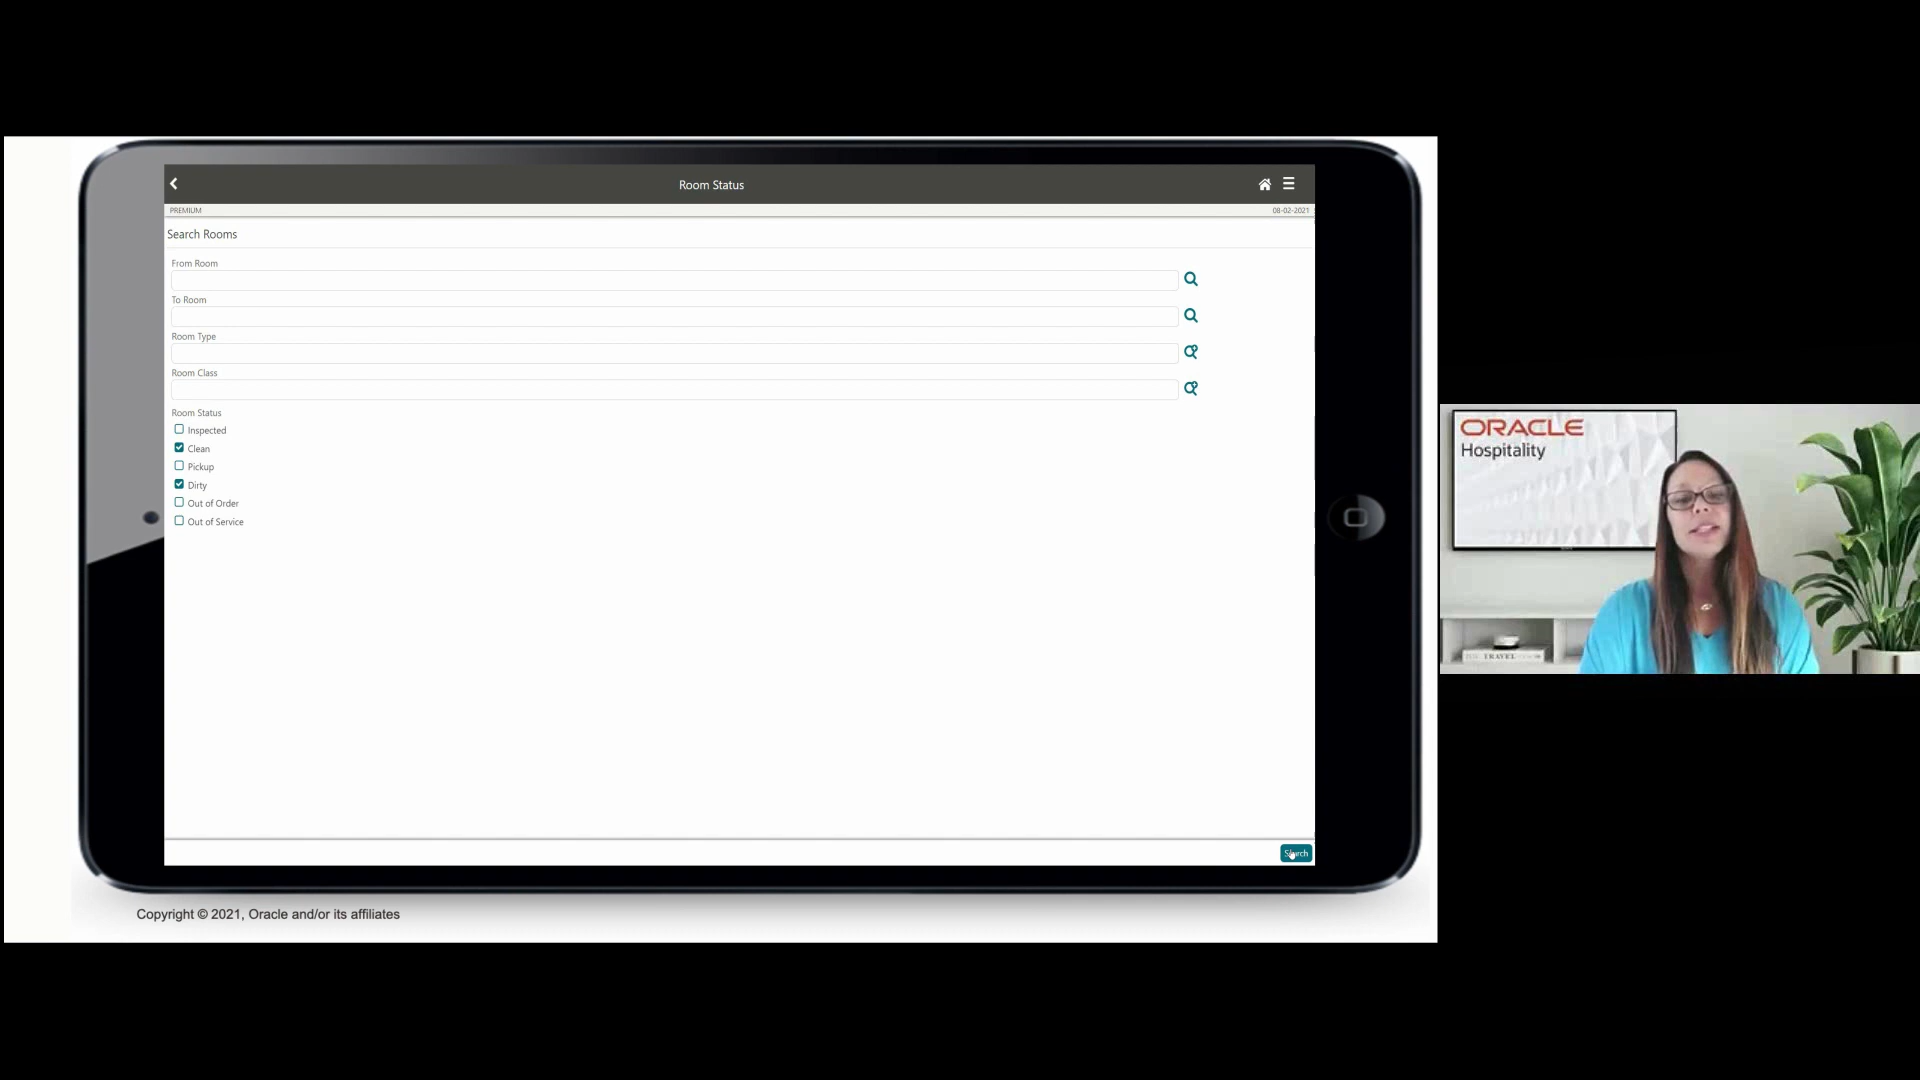 Room Status
PREMIUM
08-02-2021
Search Rooms
From Room
To Room
Room Type
Room Class
Room Status
Inspected
Clean
Pickup
Dirty
Out of Order
Out of Service
Search
Copyright © 2021, Oracle and/or its affiliates
ORACLE
Hospitality
TRAVEL